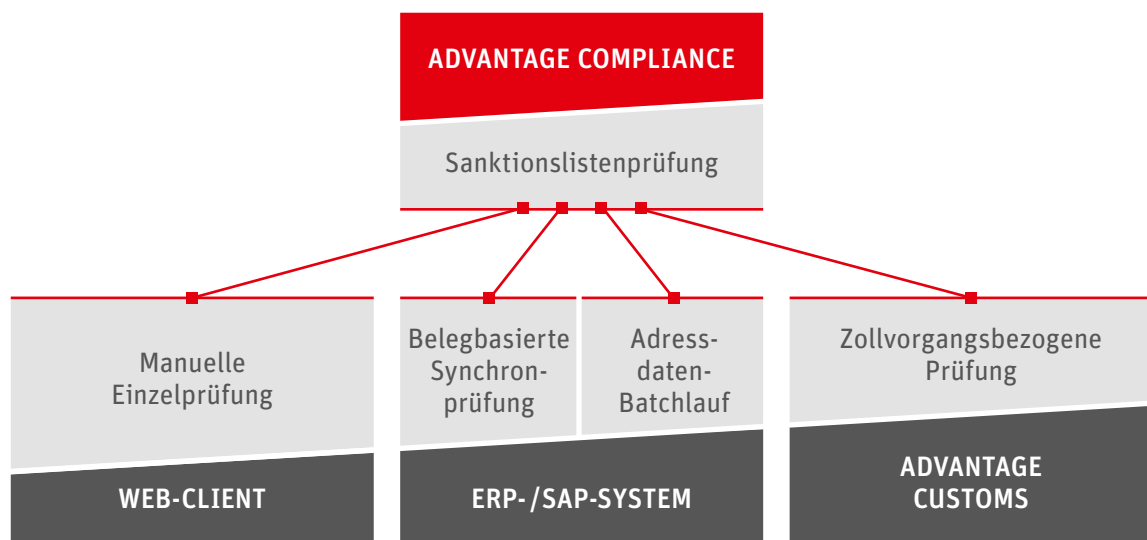 ADVANTAGE COMPLIANCE
Sanktionslistenprüfung
Manuelle
Einzelprüfung
Belegbasierte
Synchron-
prüfung
Adress-
daten-
Batchlauf
Zollvorgangsbezogene
Prüfung
WEB-CLIENT
ERP-/SAP-SYSTEM
ADVANTAGE
CUSTOMS